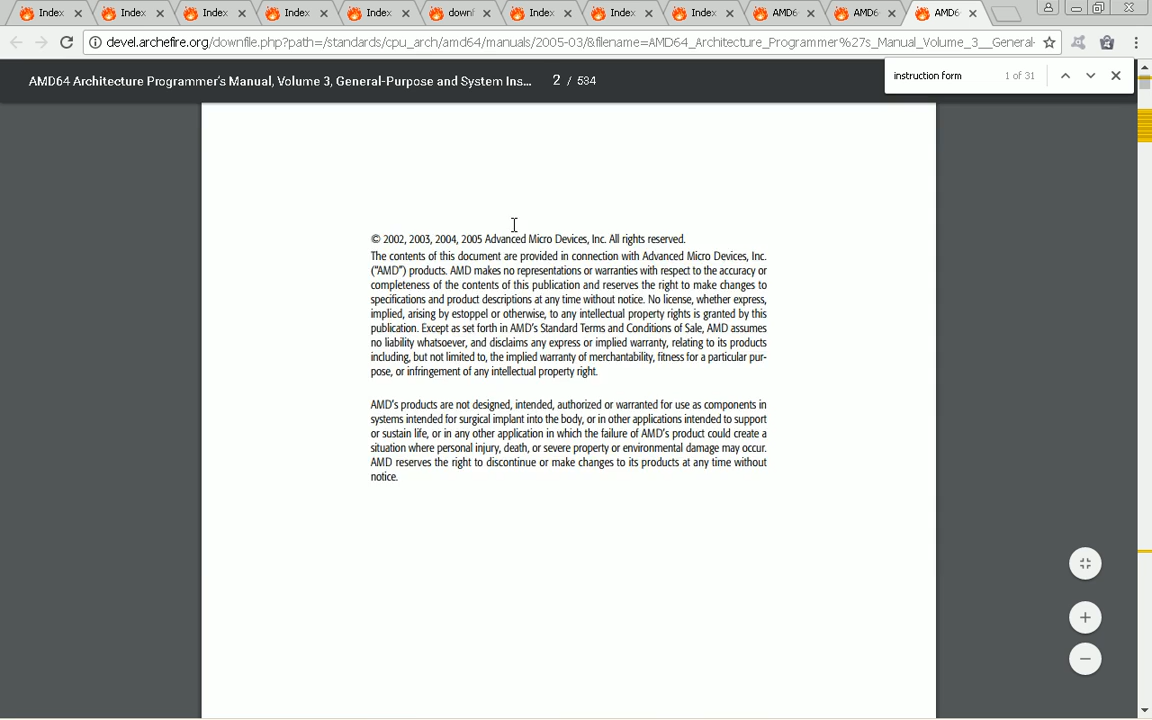 Index
Index
Index
Index
Index
downf
Index
Index
Index
AMD6
AMD6
AMD6
devel.archefire.org/downfile.php?path=/standards/cpu_arch/amd64/manuals/2005-03/&filename=AMD64_Architecture_Programmer%27s_Manual_Volume_3__General-
AMD64 Architecture Programmer's Manual, Volume 3, General-Purpose and System Ins...
2 / 534
instruction form
1 of 31
© 2002, 2003, 2004, 2005 Advanced Micro Devices, Inc. All rights reserved.
The contents of this document are provided in connection with Advanced Micro Devices, Inc.
("AMD") products. AMD makes no representations or warranties with respect to the accuracy or
completeness of the contents of this publication and reserves the right to make changes to
specifications and product descriptions at any time without notice. No license, whether express,
implied, arising by estoppel or otherwise, to any intellectual property rights is granted by this
publication. Except as set forth in AMD's Standard Terms and Conditions of Sale, AMD assumes
no liability whatsoever, and disclaims any express or implied warranty, relating to its products
including, but not limited to, the implied warranty of merchantability, fitness for a particular pur-
pose, or infringement of any intellectual property right.
AMD's products are not designed, intended, authorized or warranted for use as components in
systems intended for surgical implant into the body, or in other applications intended to support
or sustain life, or in any other application in which the failure of AMD's product could create a
situation where personal injury, death, or severe property or environmental damage may occur.
AMD reserves the right to discontinue or make changes to its products at any time without
notice.